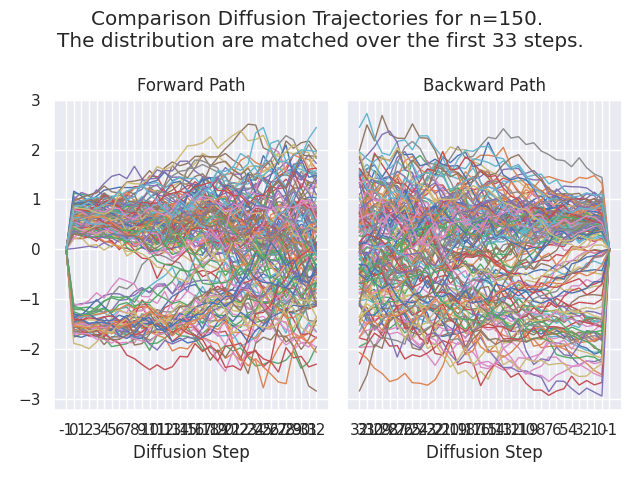 Comparison Diffusion Trajectories for n=150.
The distribution are matched over the first 33 steps.
Forward Path
Backward Path
3
2
1
0
−1
−2
−3
Diffusion Step
Diffusion Step